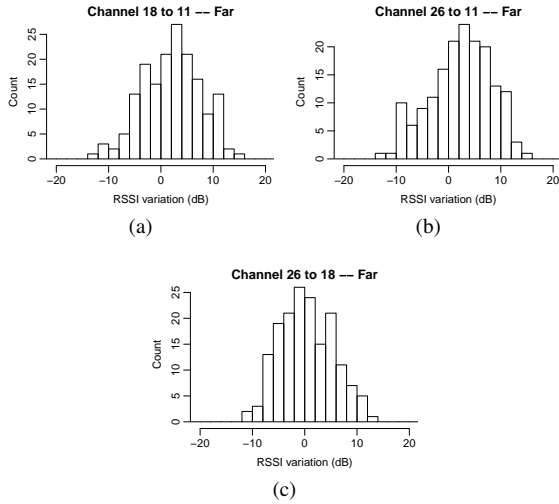 Channel 18 to 11 −− Far
Count
0 5 10 15 20 25
−20 −10 0 10 20
RSSI variation (dB)
(a)
Channel 26 to 11 −− Far
Count
0 5 10 15 20
−20 −10 0 10 20
RSSI variation (dB)
(b)
Channel 26 to 18 −− Far
Count
0 5 10 15 20 25
−20 −10 0 10 20
RSSI variation (dB)
(c)